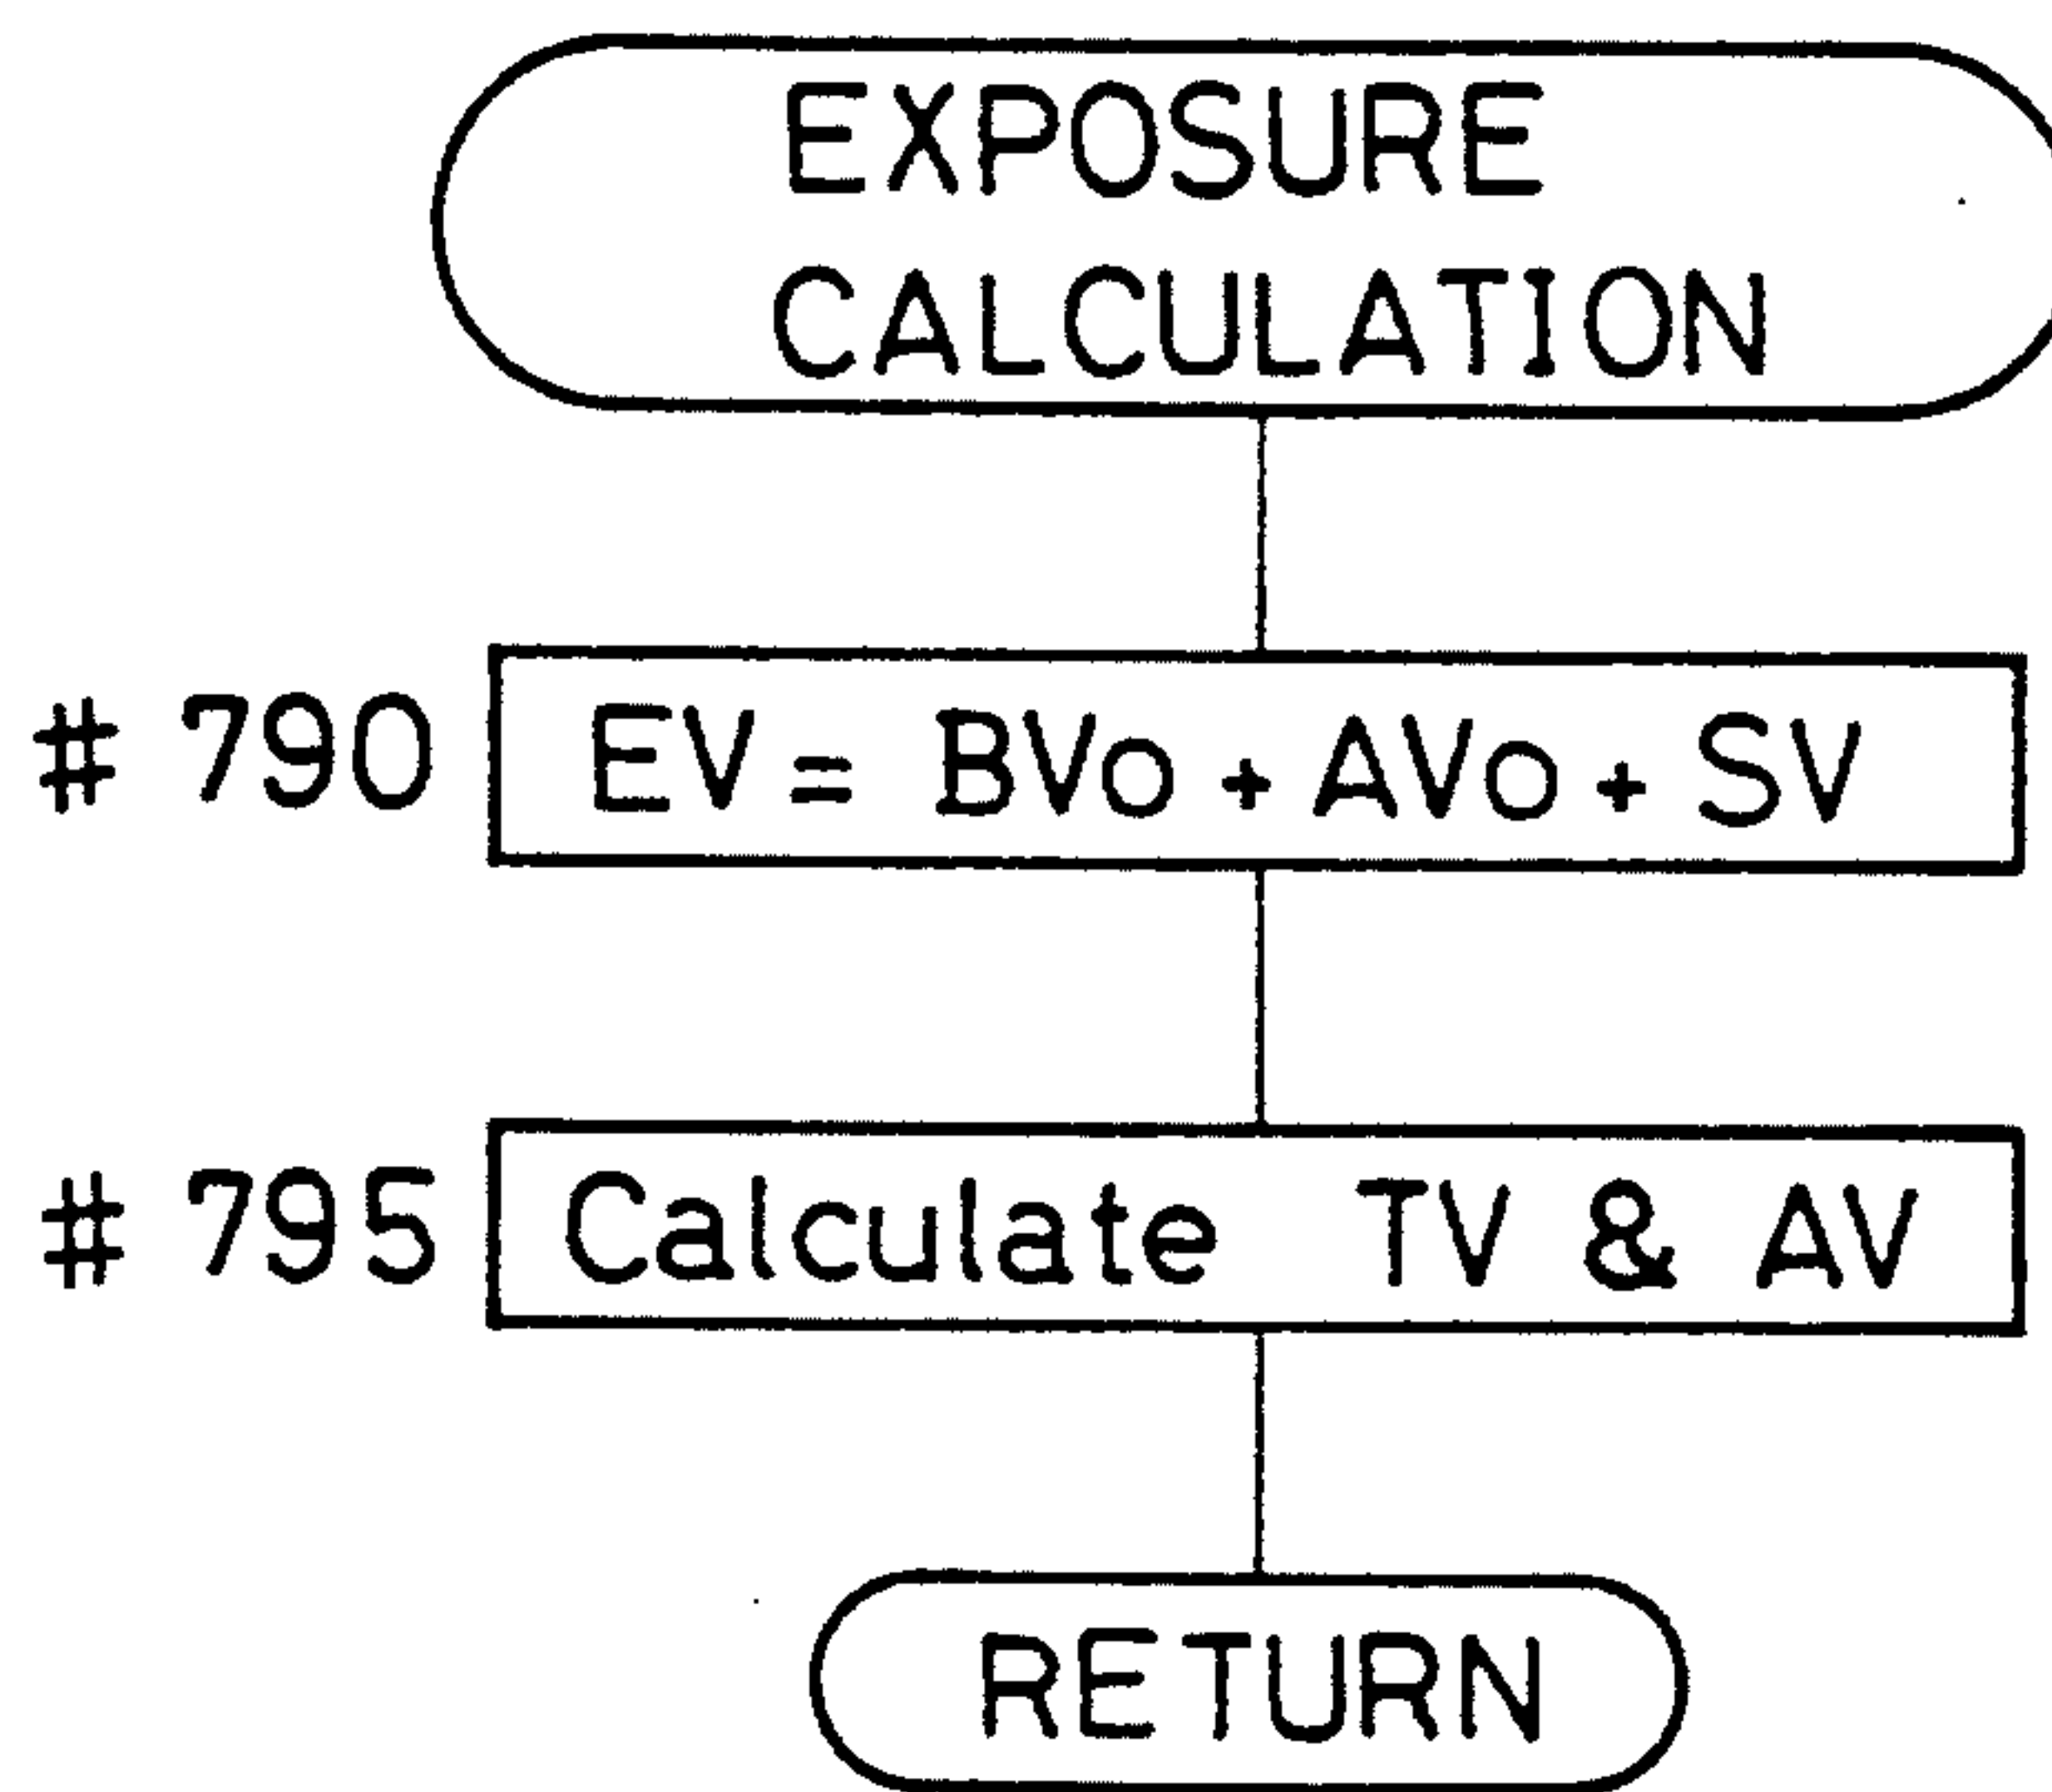 EXPOSURE
CALCULATION
# 790 EV = BVo + AVo + SV
# 795 Calculate TV & AV
RETURN